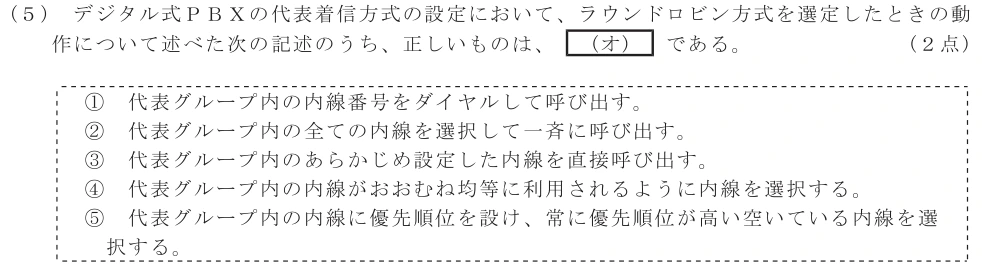 (5) デジタル式ＰＢＸの代表着信方式の設定において、ラウンドロビン方式を選定したときの動
作について述べた次の記述のうち、正しいものは、 (オ) である。 (２点)
① 代表グループ内の内線番号をダイヤルして呼び出す。
② 代表グループ内の全ての内線を選択して一斉に呼び出す。
③ 代表グループ内のあらかじめ設定した内線を直接呼び出す。
④ 代表グループ内の内線がおおむね均等に利用されるように内線を選択する。
⑤ 代表グループ内の内線に優先順位を設け、常に優先順位が高い空いている内線を選
択する。